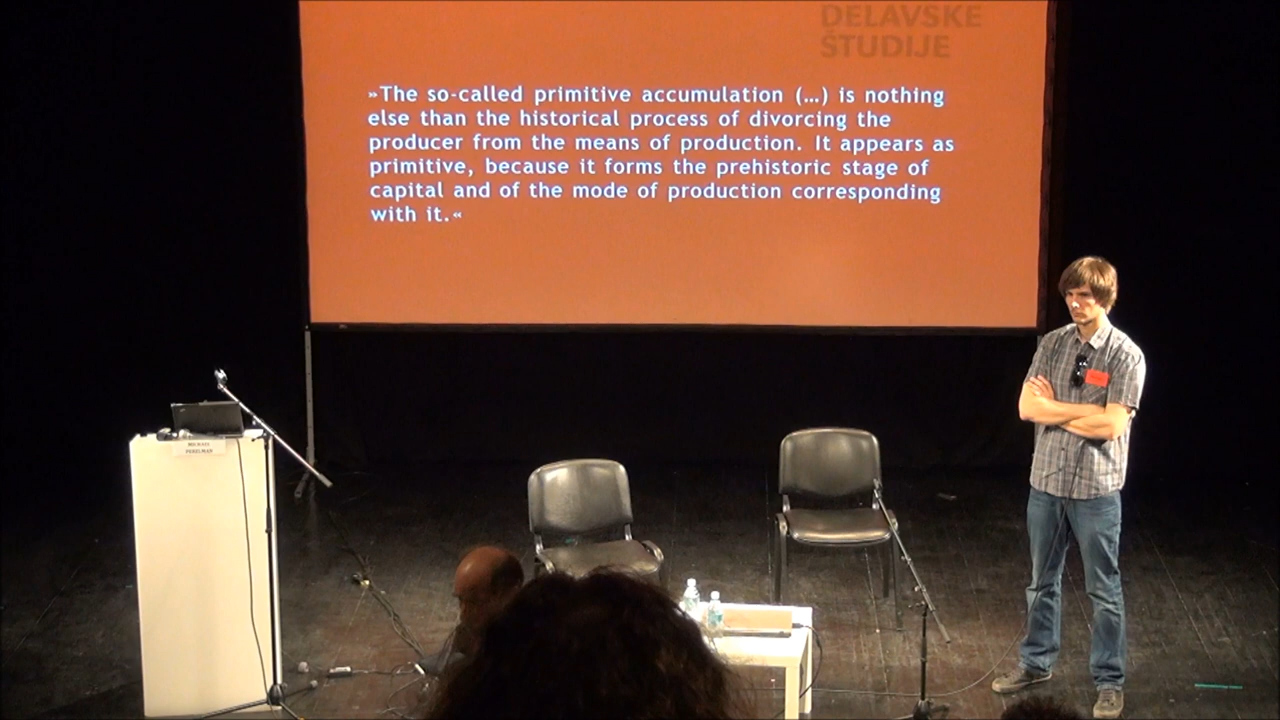 DELAVSKE
ŠTUDIJE
»The so-called primitive accumulation (…) is nothing
else than the historical process of divorcing the
producer from the means of production. It appears as
primitive, because it forms the prehistoric stage of
capital and of the mode of production corresponding
with it.«
MICHAEL
PERELMAN